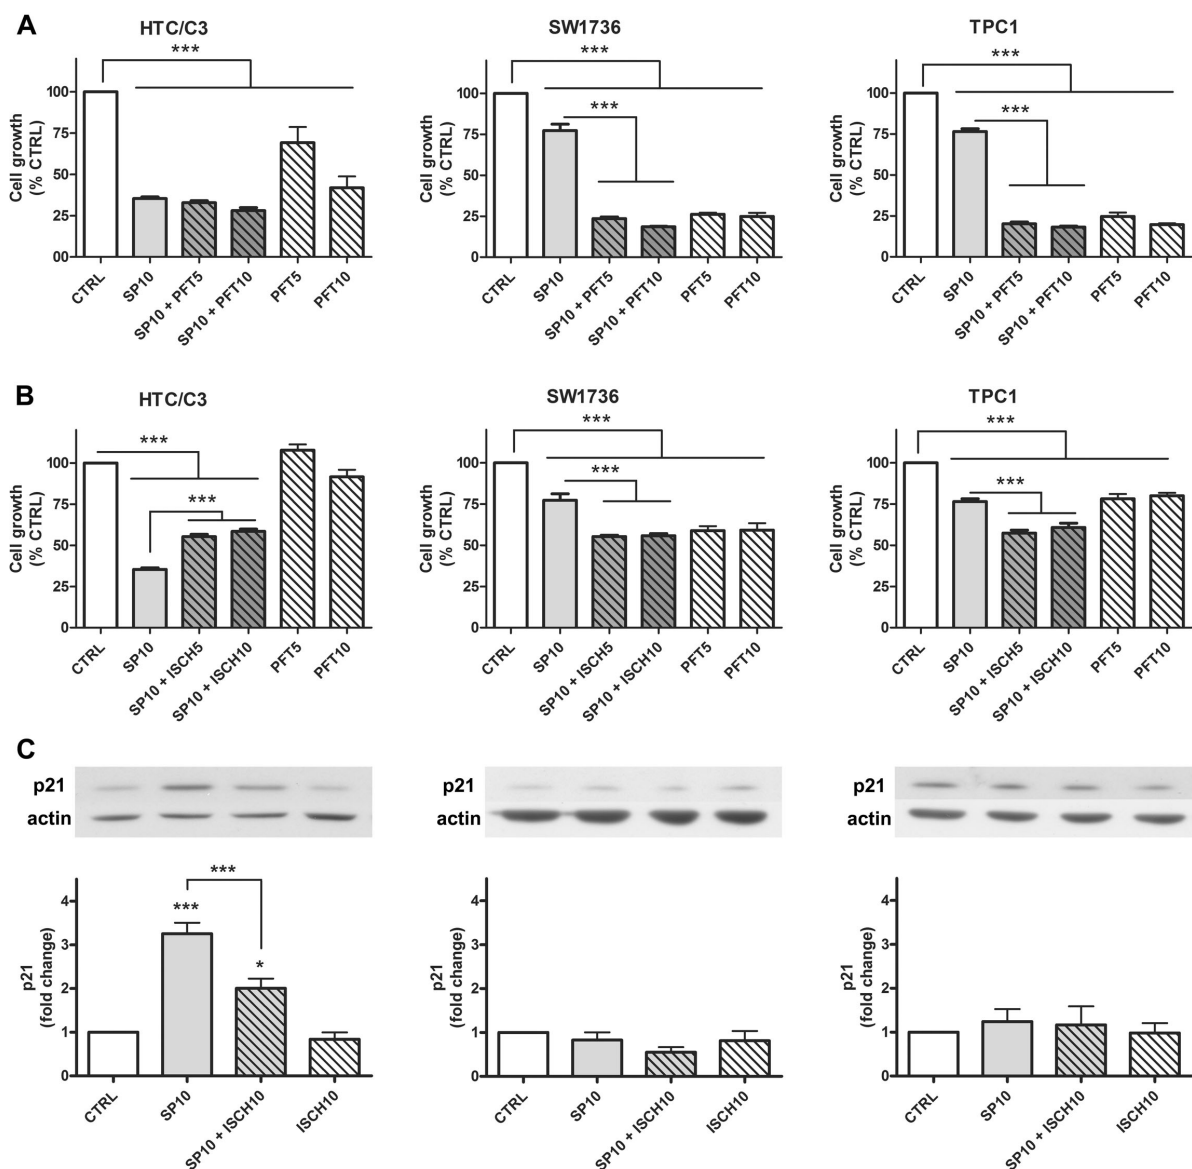 A
HTC/C3
SW1736
TPC1
***
***
***
***
***
Cell growth
(% CTRL)
100
75
50
25
00
CTRL
SP10
SP10 + PFT5
SP10 + PFT10
PFT5
PFT10
Cell growth
(% CTRL)
100
75
50
25
0
CTRL
SP10
SP10 + PFT5
SP10 + PFT10
PFT5
PFT10
Cell growth
(% CTRL)
100
75
50
25
0
CTRL
SP10
SP10 + PFT5
SP10 + PFT10
PFT5
PFT10
B
HTC/C3
SW1736
TPC1
***
***
***
***
***
***
Cell growth
(% CTRL)
100
75
50
25
0
CTRL
SP10
SP10 + ISCH5
SP10 + ISCH10
PFT5
PFT10
Cell growth
(% CTRL)
100
75
50
25
0
CTRL
SP10
SP10 + ISCH5
SP10 + ISCH10
PFT5
PFT10
Cell growth
(% CTRL)
100
75
50
25
0
CTRL
SP10
SP10 + ISCH5
SP10 + ISCH10
PFT5
PFT10
C
p21
actin
p21
actin
p21
actin
***
***
*
p21
(fold change)
4
3
2
1
0
CTRL
SP10
SP10 + ISCH10
ISCH10
p21
(fold change)
4
3
2
1
0
CTRL
SP10
SP10 + ISCH10
ISCH10
p21
(fold change)
4
3
2
1
0
CTRL
SP10
SP10 + ISCH10
ISCH10